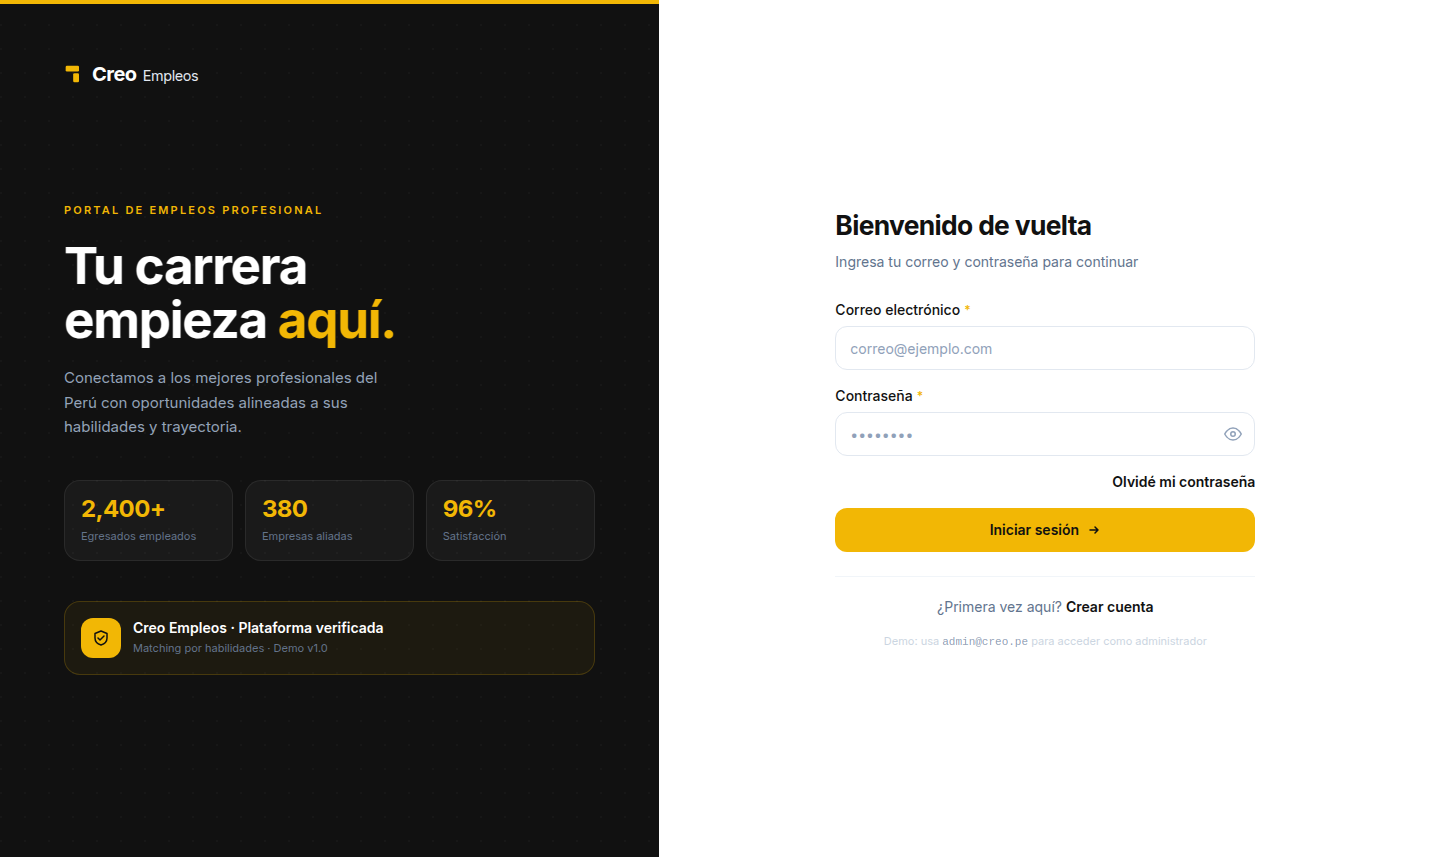 Creo Empleos
PORTAL DE EMPLEOS PROFESIONAL
Tu carrera
empieza aquí.
Conectamos a los mejores profesionales del
Perú con oportunidades alineadas a sus
habilidades y trayectoria.
2,400+
Egresados empleados
380
Empresas aliadas
96%
Satisfacción
Creo Empleos · Plataforma verificada
Matching por habilidades · Demo v1.0
Bienvenido de vuelta
Ingresa tu correo y contraseña para continuar
Correo electrónico *
correo@ejemplo.com
Contraseña *
••••••••
Olvidé mi contraseña
Iniciar sesión →
¿Primera vez aquí? Crear cuenta
Demo: usa admin@creo.pe para acceder como administrador